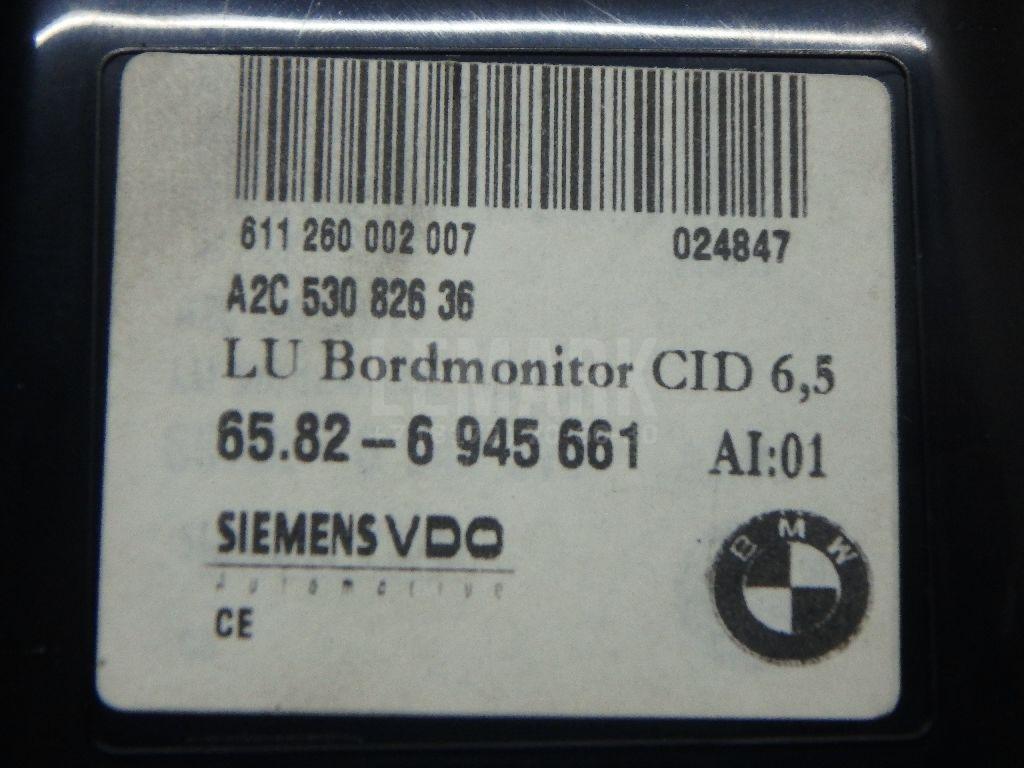 611 260 002 007 024847
A2C 530 826 36
LU Bordmonitor CID 6,5
LEMARK
65.82-6 945 661 AI:01
SIEMENS VDO
Automotive
CE
BMW